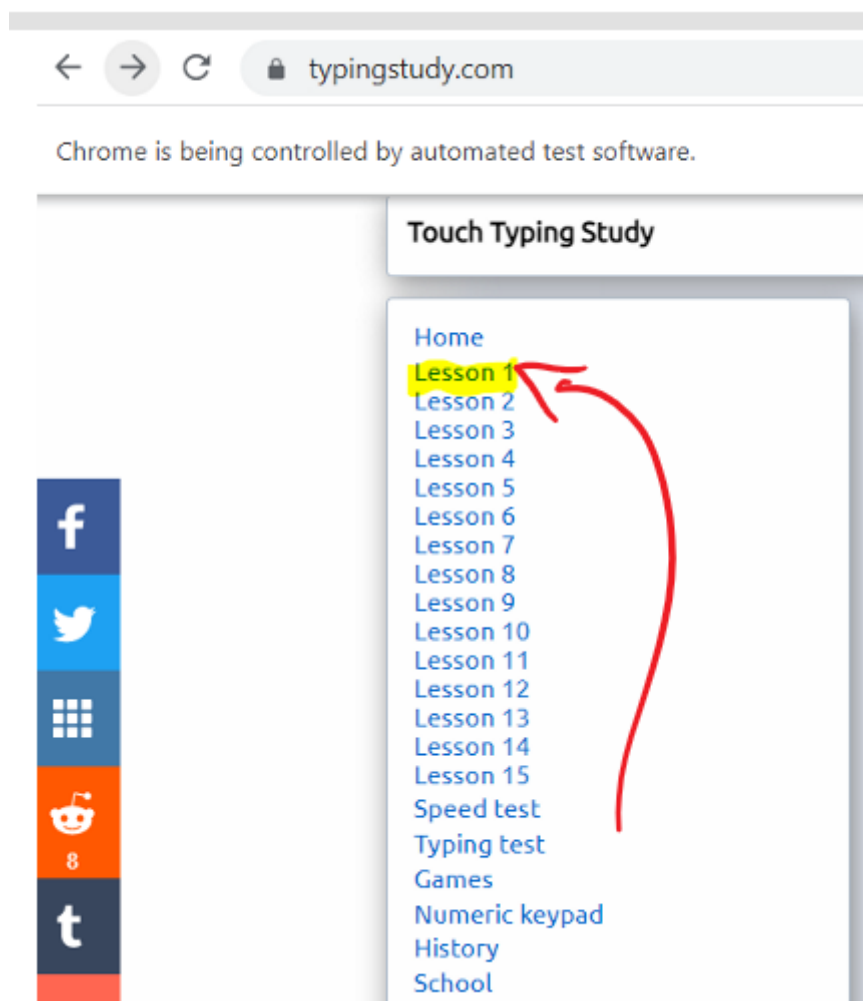 typingstudy.com
Chrome is being controlled by automated test software.
Touch Typing Study
Home
Lesson 1
Lesson 2
Lesson 3
Lesson 4
Lesson 5
Lesson 6
Lesson 7
Lesson 8
Lesson 9
Lesson 10
Lesson 11
Lesson 12
Lesson 13
Lesson 14
Lesson 15
Speed test
Typing test
Games
Numeric keypad
History
School
8